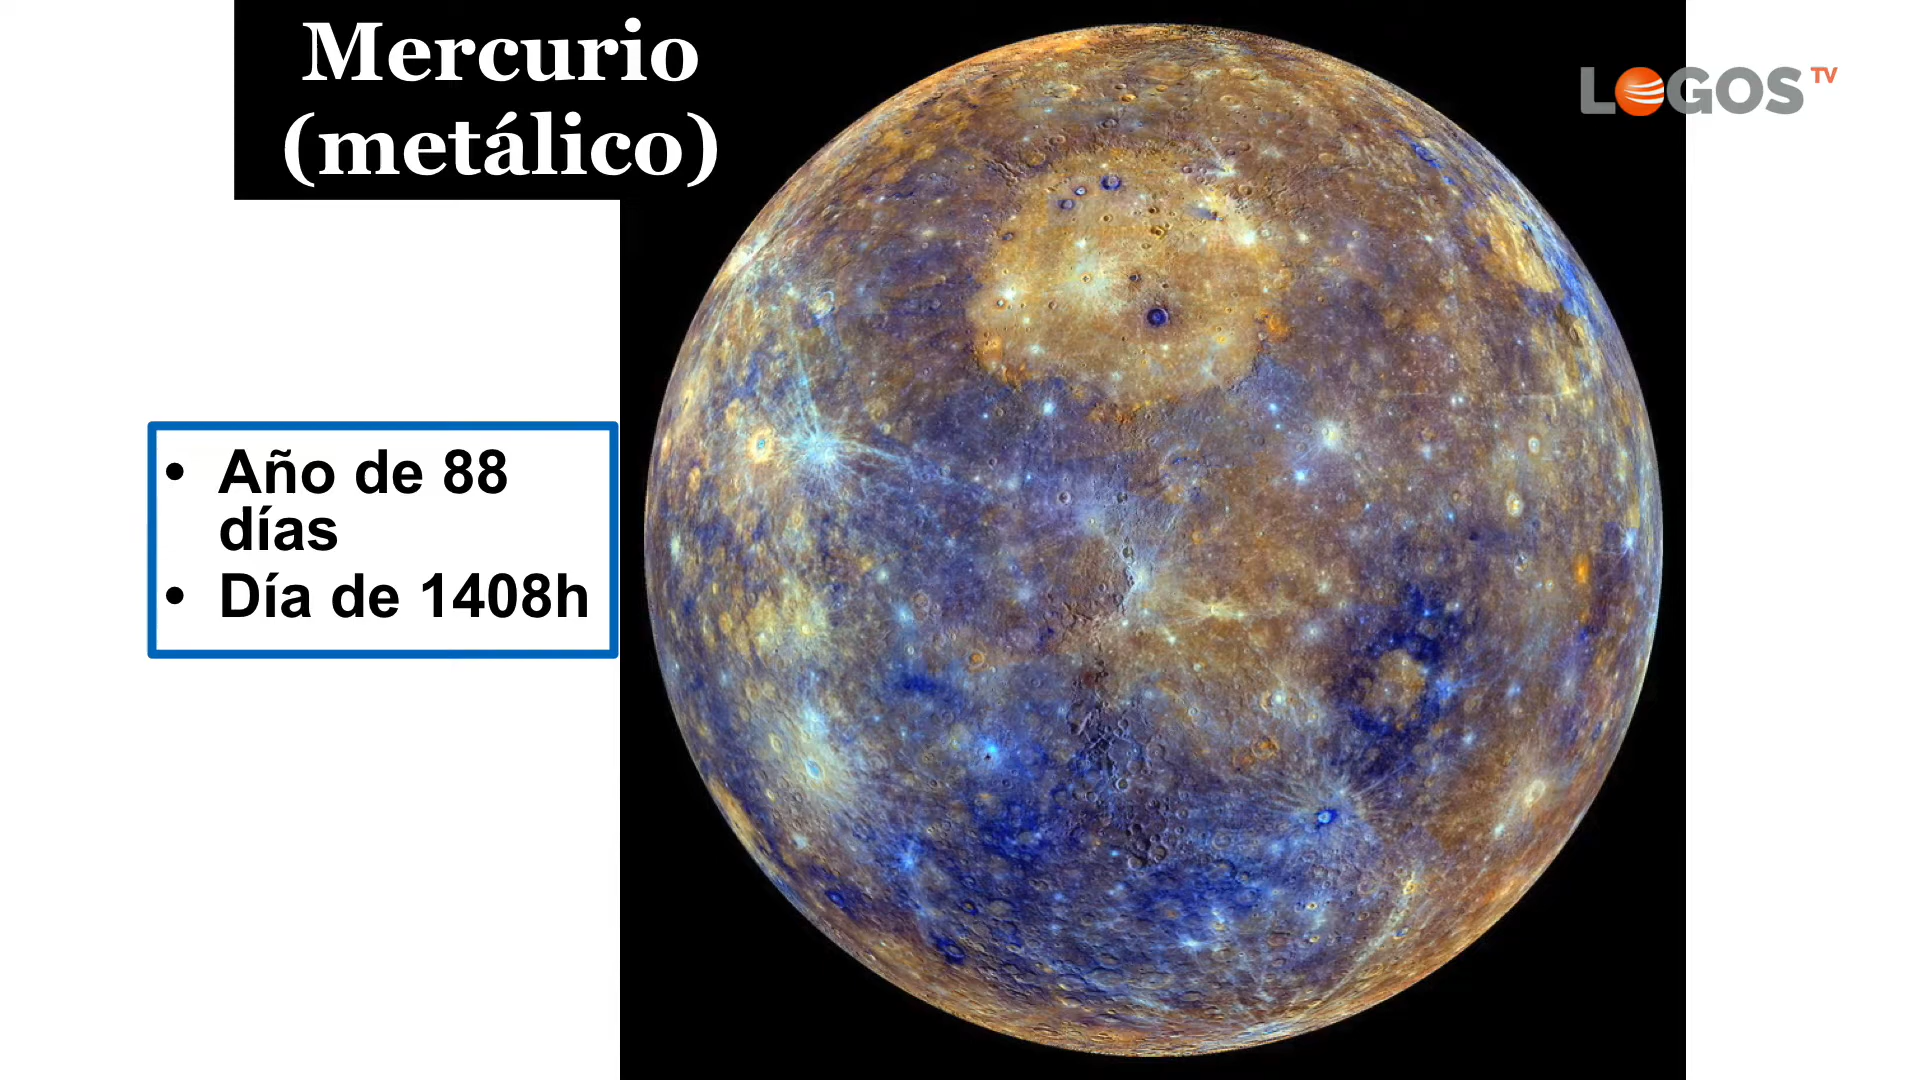 Mercurio
(metálico)
LOGOS TV
• Año de 88
días
• Día de 1408h